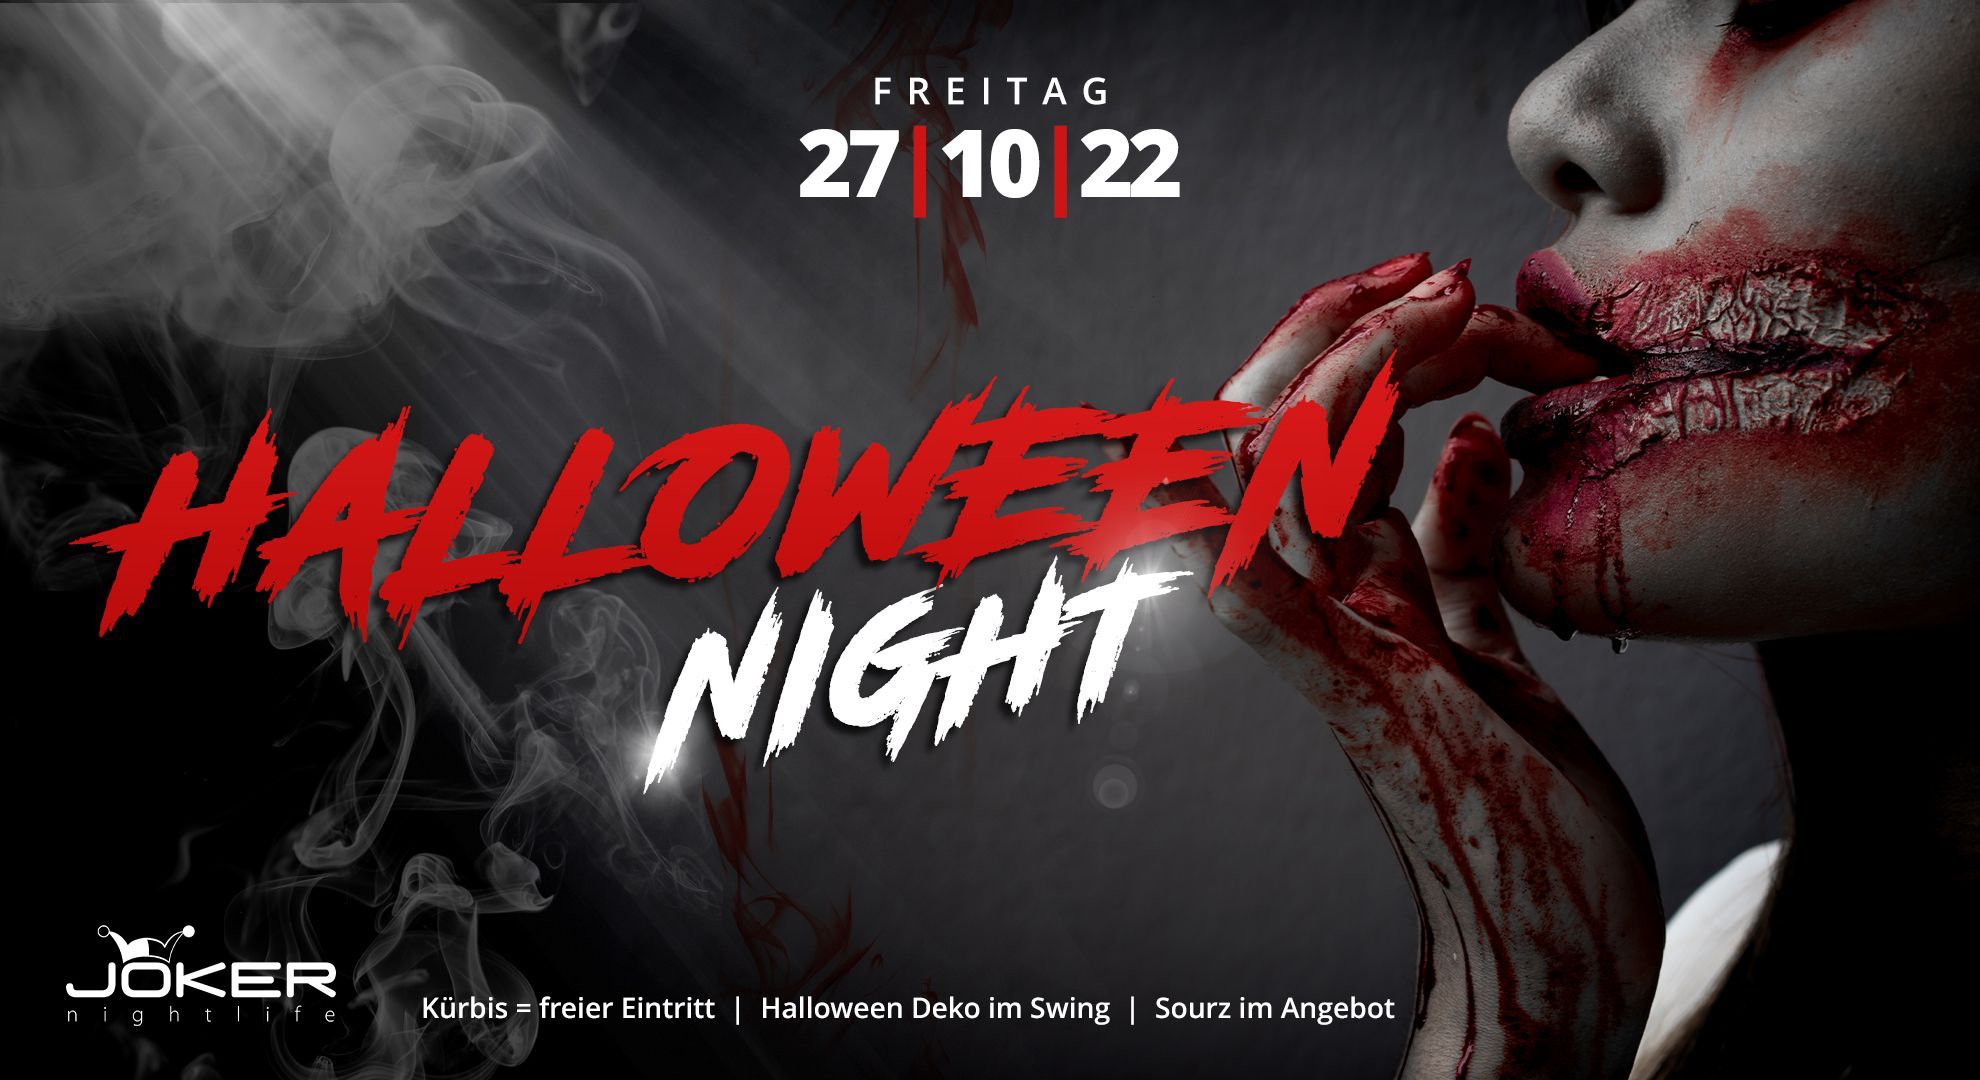 FREITAG
27|10|22
HALLOWEEN
NIGHT
JOKER
nightlife
Kürbis = freier Eintritt | Halloween Deko im Swing | Sourz im Angebot